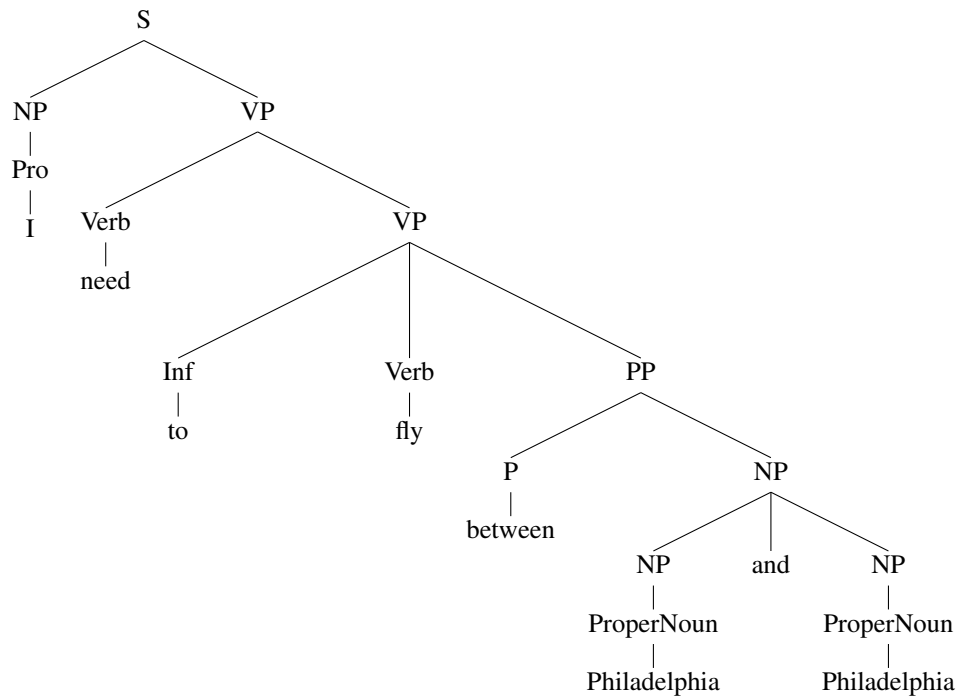 S
NP VP
Pro
I Verb VP
need
Inf Verb PP
to fly
P NP
between
NP and NP
ProperNoun ProperNoun
Philadelphia Philadelphia